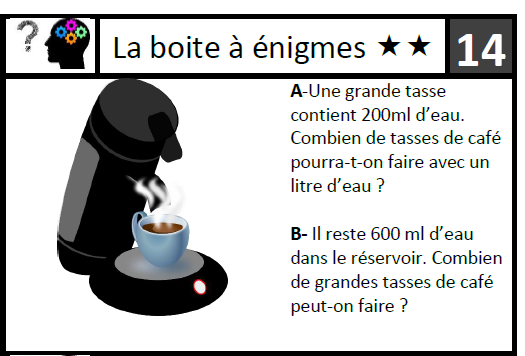 ?
La boite à énigmes ★★
14
A-Une grande tasse
contient 200ml d’eau.
Combien de tasses de café
pourra-t-on faire avec un
litre d’eau ?
B- Il reste 600 ml d’eau
dans le réservoir. Combien
de grandes tasses de café
peut-on faire ?